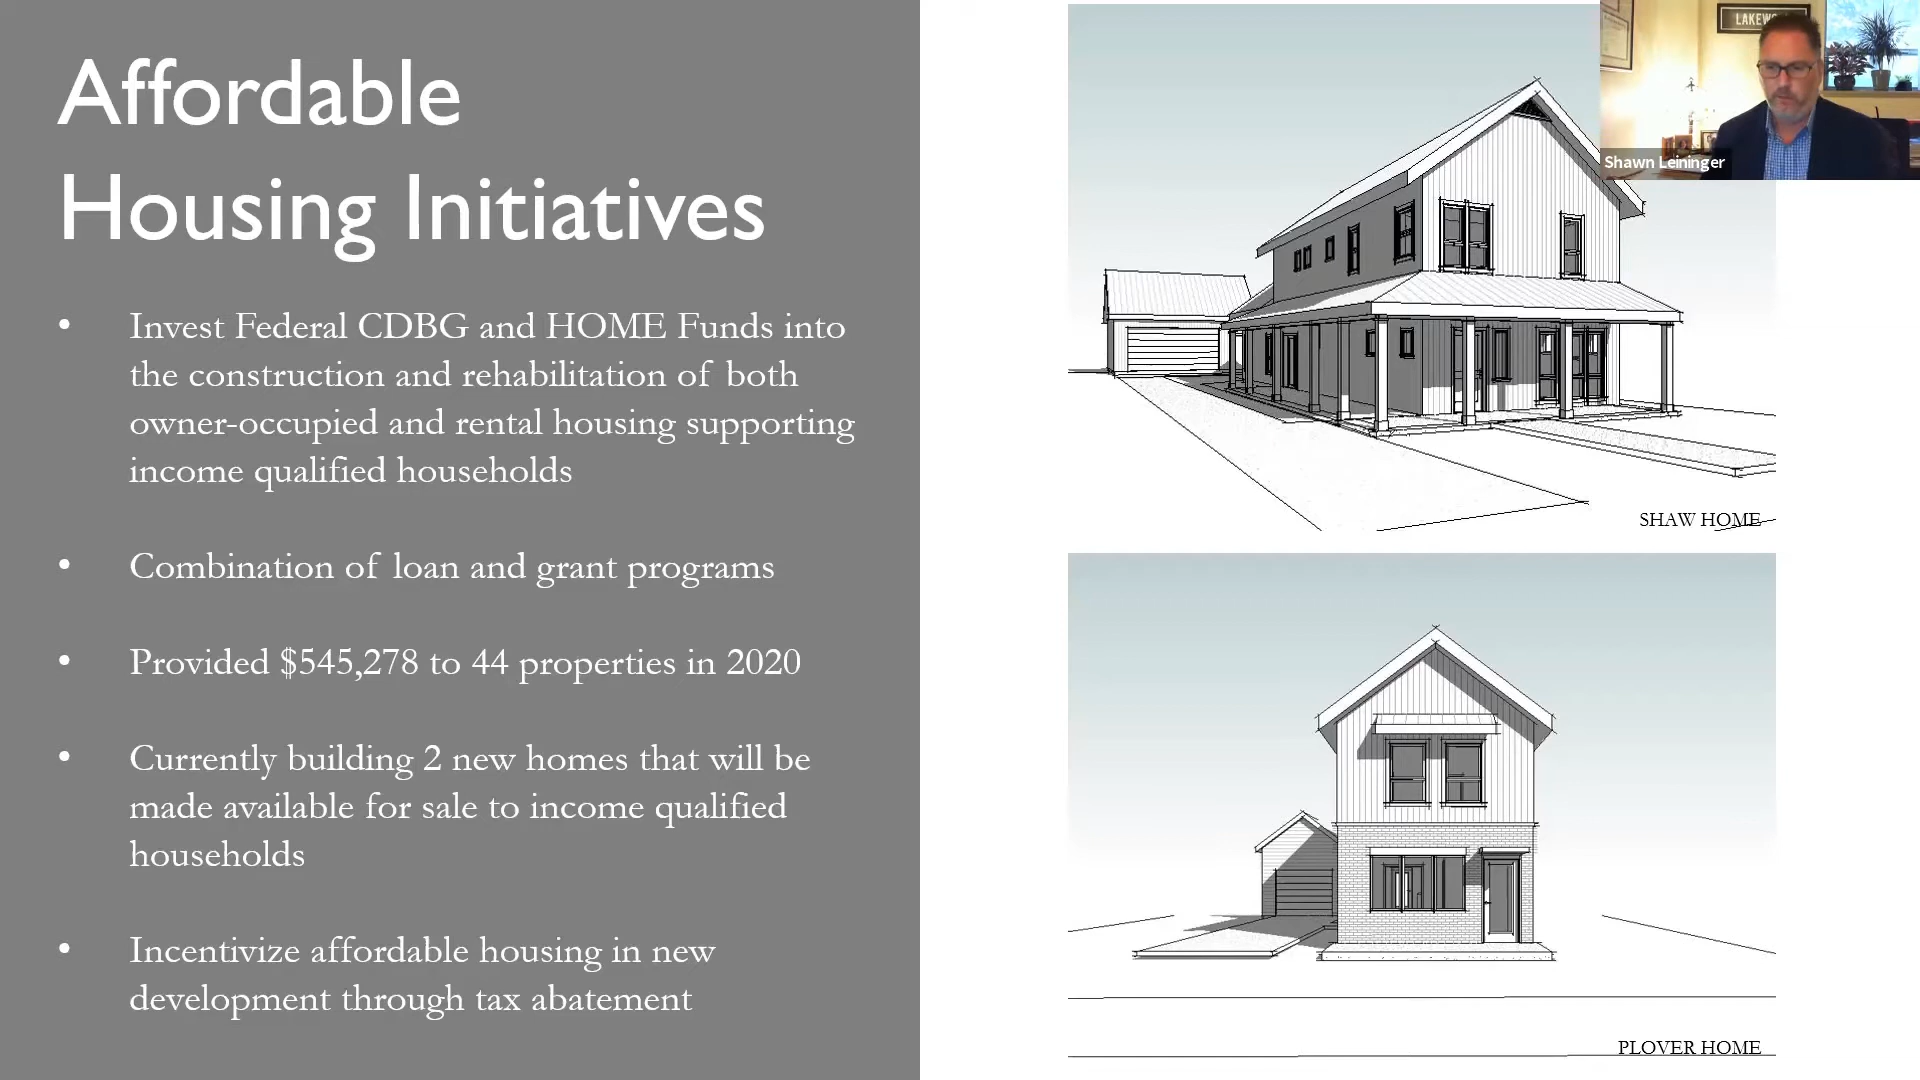 Affordable
Housing Initiatives
• Invest Federal CDBG and HOME Funds into
the construction and rehabilitation of both
owner-occupied and rental housing supporting
income qualified households
• Combination of loan and grant programs
• Provided $545,278 to 44 properties in 2020
• Currently building 2 new homes that will be
made available for sale to income qualified
households
• Incentivize affordable housing in new
development through tax abatement
LAKEW
Shawn Leininger
SHAW HOME
PLOVER HOME